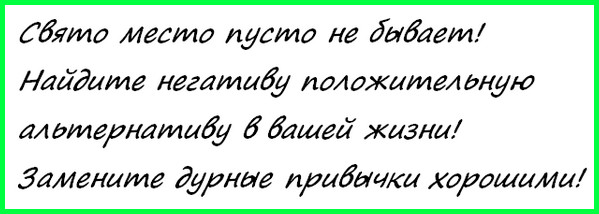 Свято место пусто не бывает!
Найдите негативу положительную
альтернативу в вашей жизни!
Замените дурные привычки хорошими!